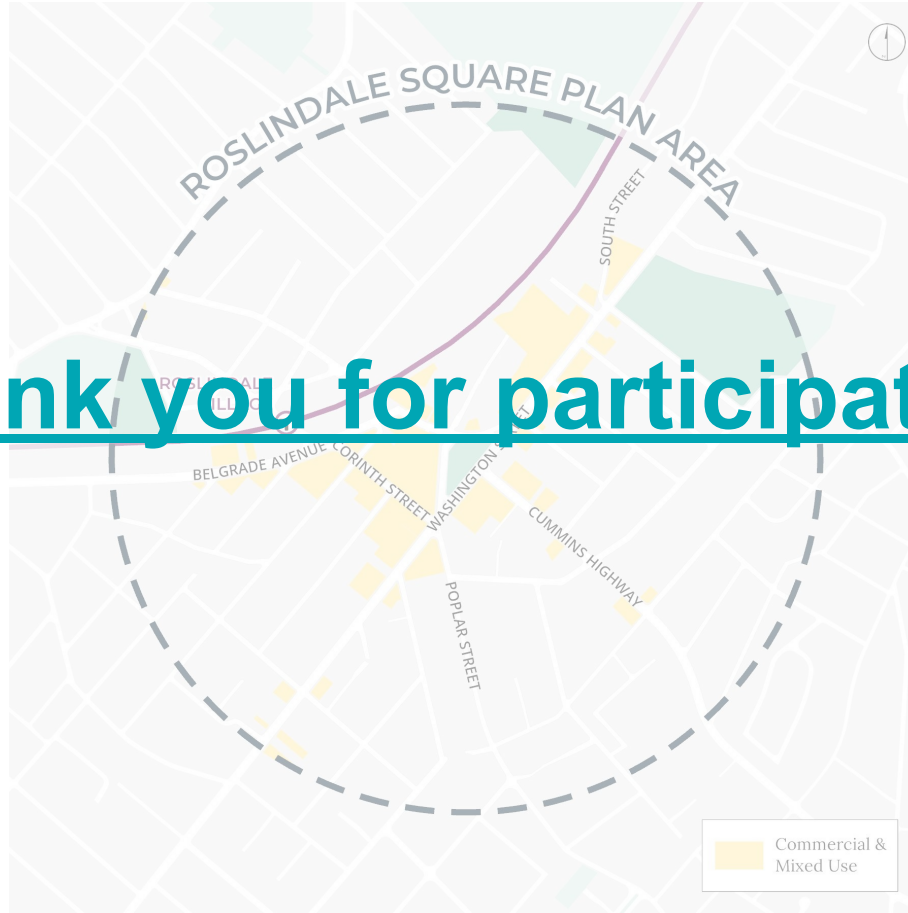 ROSLINDALE SQUARE PLAN AREA
SOUTH STREET
nk you for participat
BELGRADE AVENUE
CORINTH STREET
WASHINGTON STREET
CUMMINS HIGHWAY
POPLAR STREET
Commercial &
Mixed Use